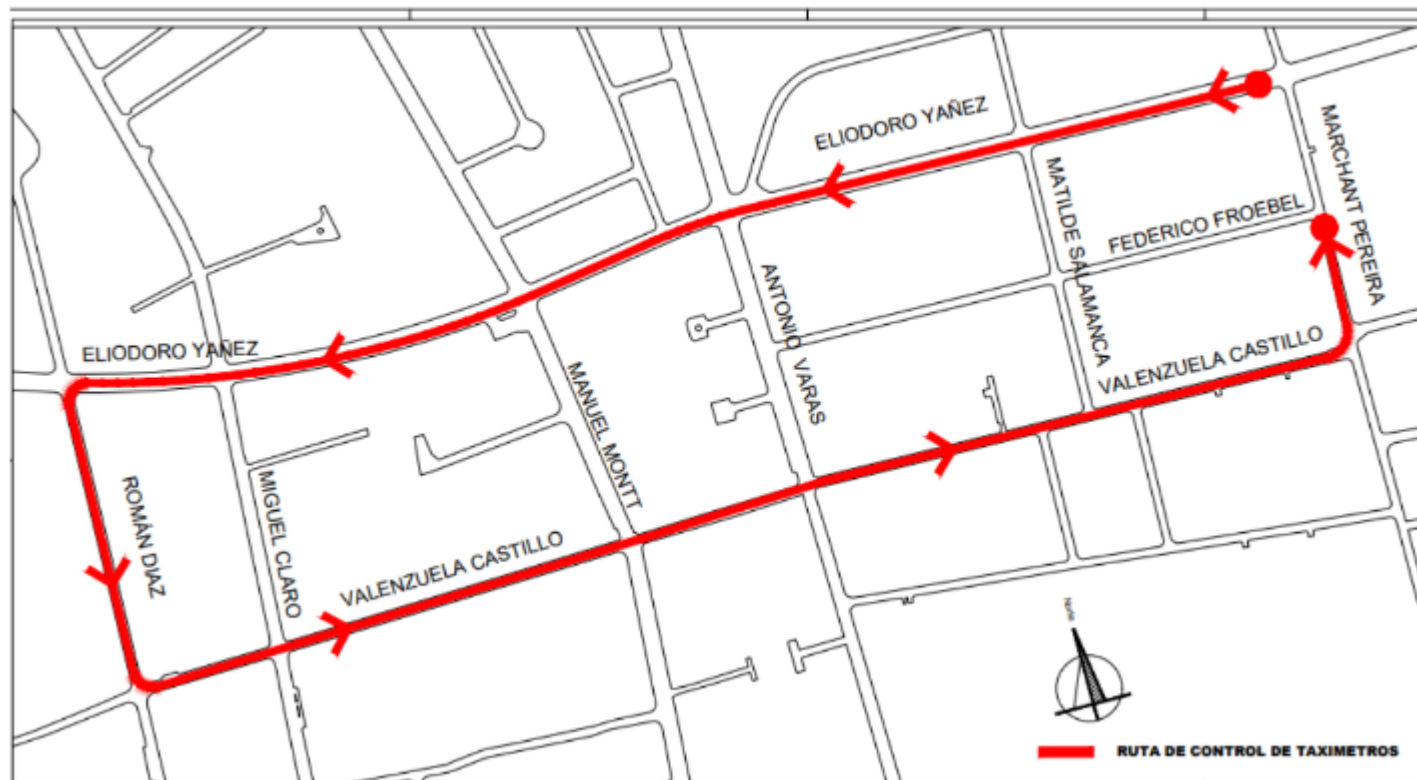 ELIODORO YAÑEZ
MARCHANT PEREIRA
MATILDE SALAMANCA
FEDERICO FROEBEL
ANTONIO VARAS
ELIODORO YAÑEZ
VALENZUELA CASTILLO
MANUEL MONTT
MIGUEL CLARO
ROMÁN DIAZ
VALENZUELA CASTILLO
Norte
RUTA DE CONTROL DE TAXIMETROS